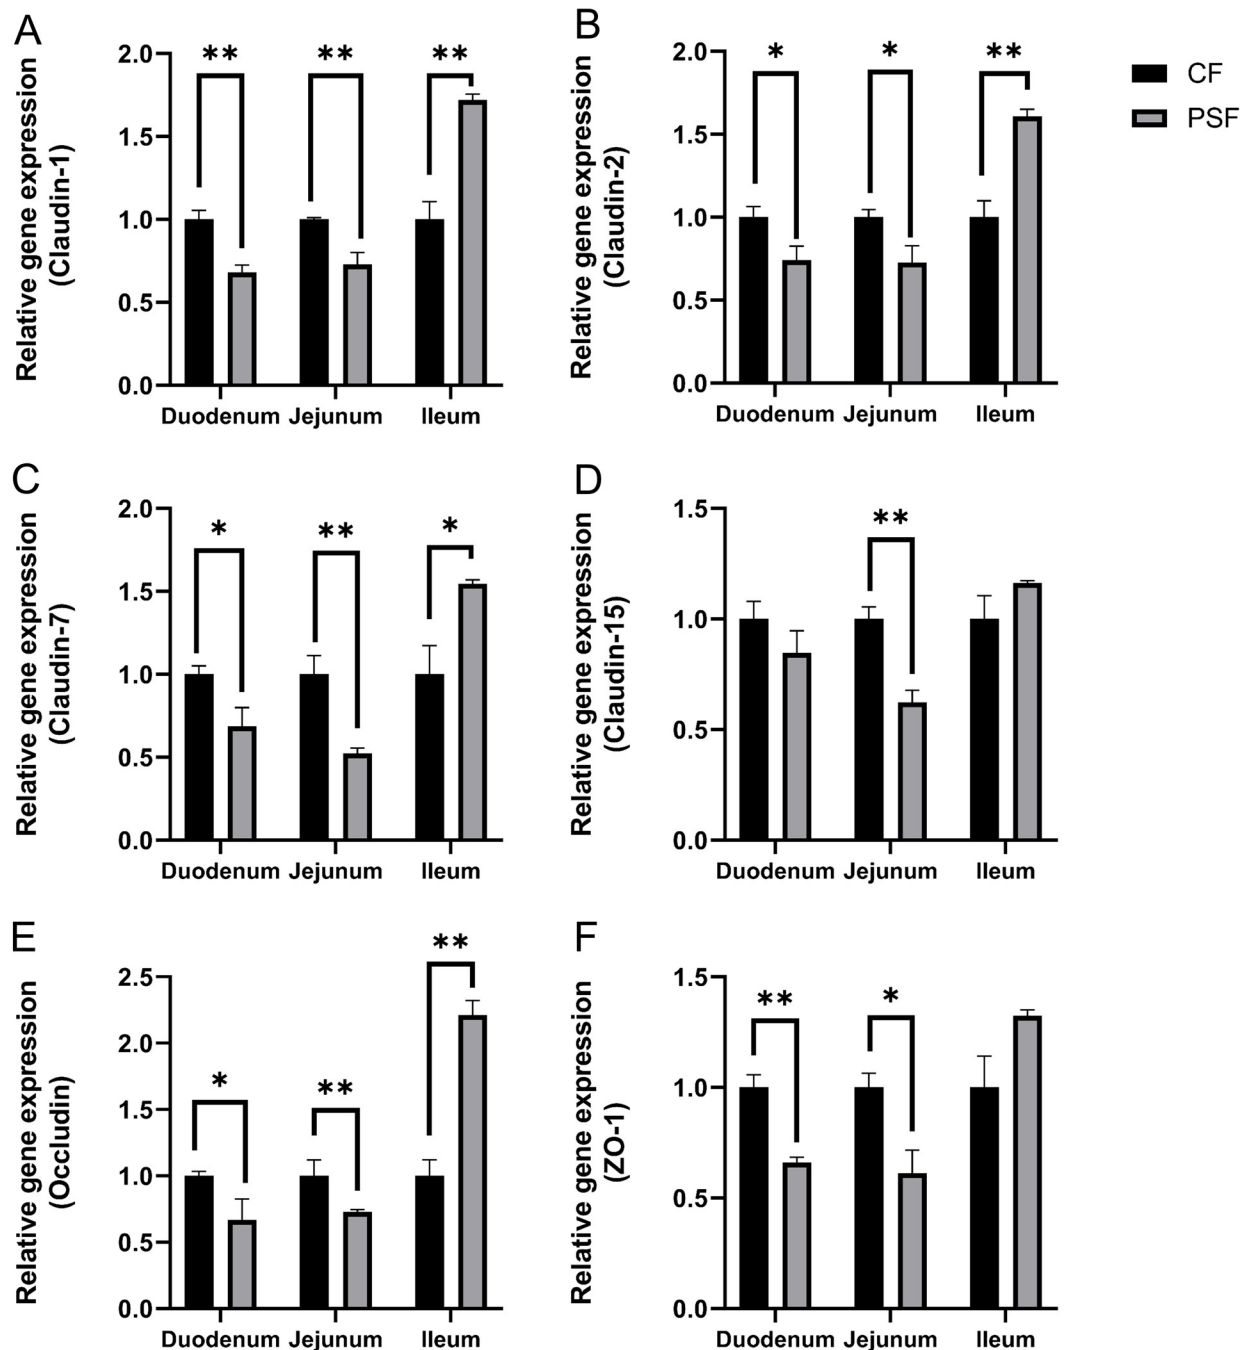 A
Relative gene expression
(Claudin-1)
2.0
1.5
1.0
0.5
0.0
** ** **
Duodenum Jejunum Ileum
B
Relative gene expression
(Claudin-2)
2.0
1.5
1.0
0.5
0.0
* * **
Duodenum Jejunum Ileum
CF
PSF
C
Relative gene expression
(Claudin-7)
2.0
1.5
1.0
0.5
0.0
* ** *
Duodenum Jejunum Ileum
D
Relative gene expression
(Claudin-15)
1.5
1.0
0.5
0.0
**
Duodenum Jejunum Ileum
E
Relative gene expression
(Occludin)
2.5
2.0
1.5
1.0
0.5
0.0
* ** **
Duodenum Jejunum Ileum
F
Relative gene expression
(ZO-1)
1.5
1.0
0.5
0.0
** *
Duodenum Jejunum Ileum